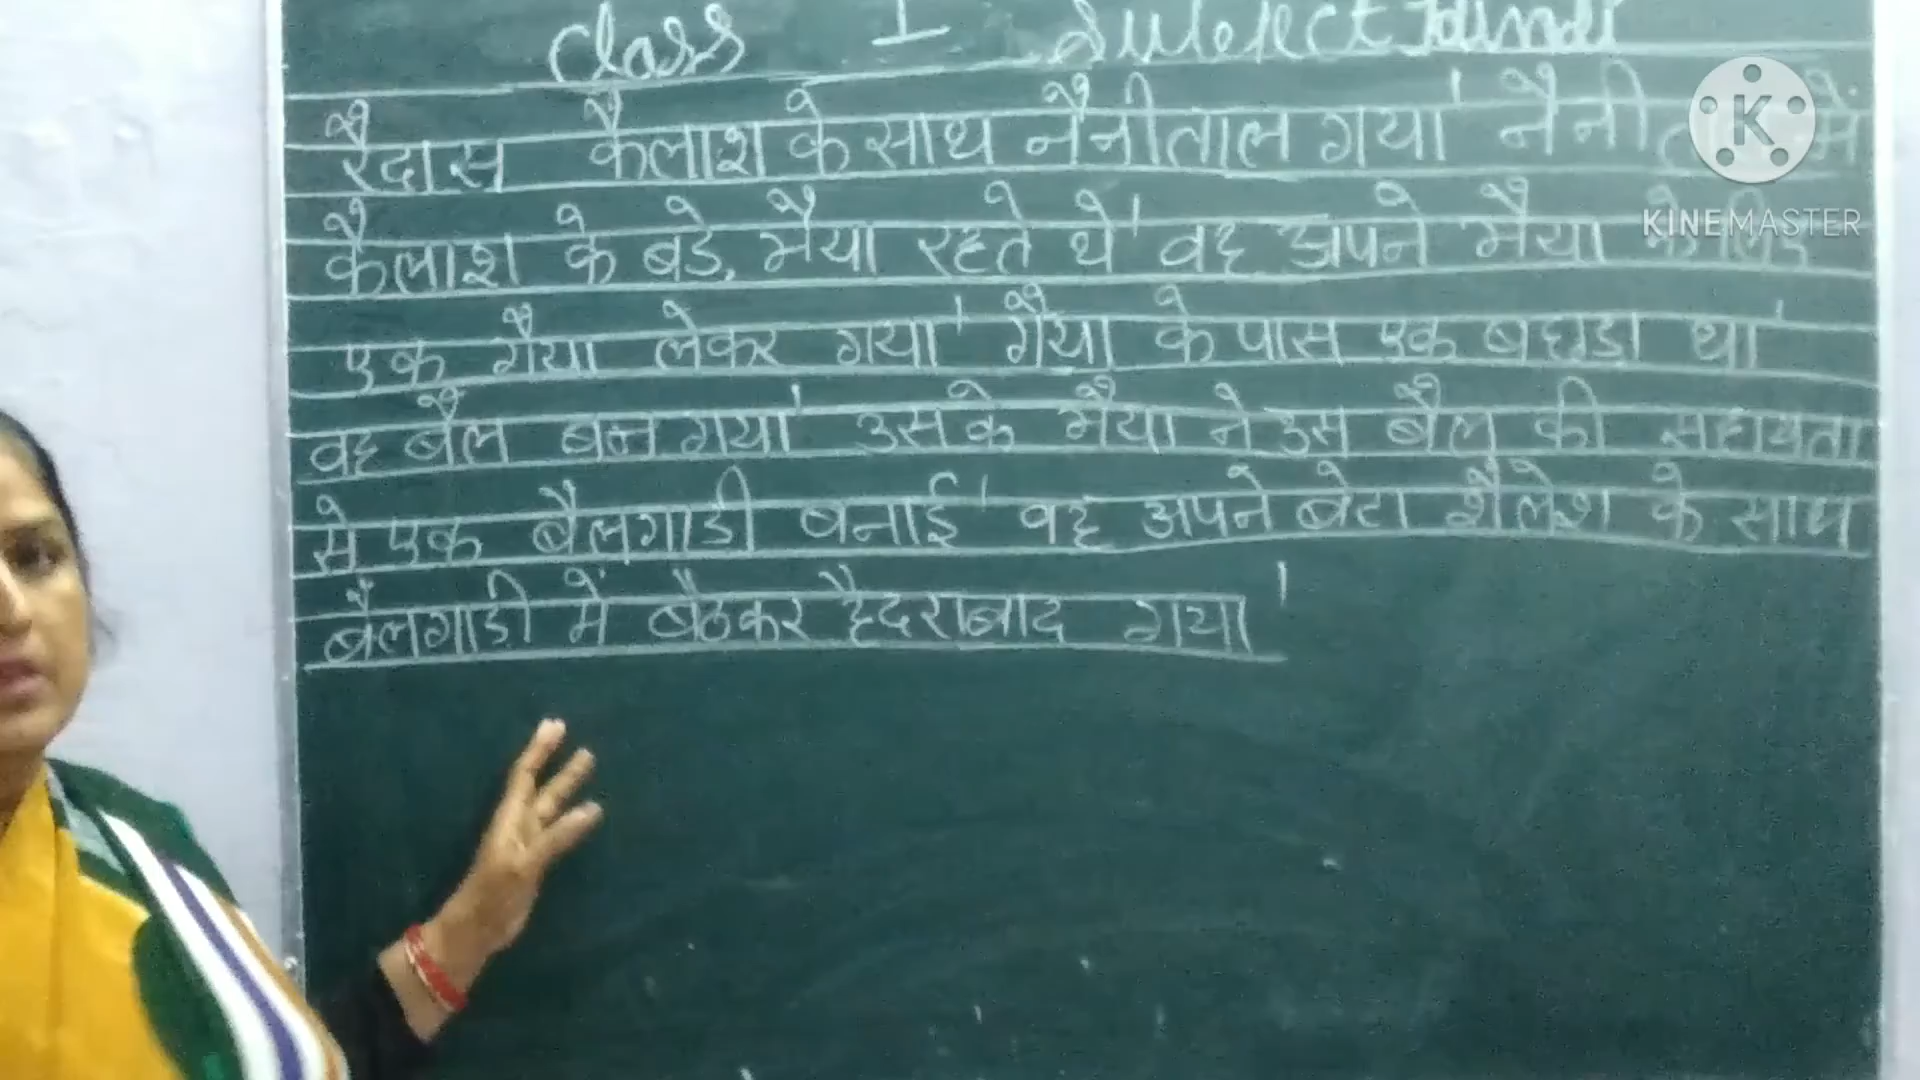 Class I Subject Hindi
रैदास कैलाश के साथ नैनीताल गया। नैनीताल में
कैलाश के बडे, भैया रहते थे। वह अपने भैया के लिए
एक गैया लेकर गया। गैया के पास एक बछडा था।
वह बैल बन गया। उसके भैया ने उस बैल की सहायता
से एक बैलगाडी बनाई। वह अपने बेटा शैलेश के साथ
बैलगाडी में बैठकर हैदराबाद गया।
K
KINEMASTER